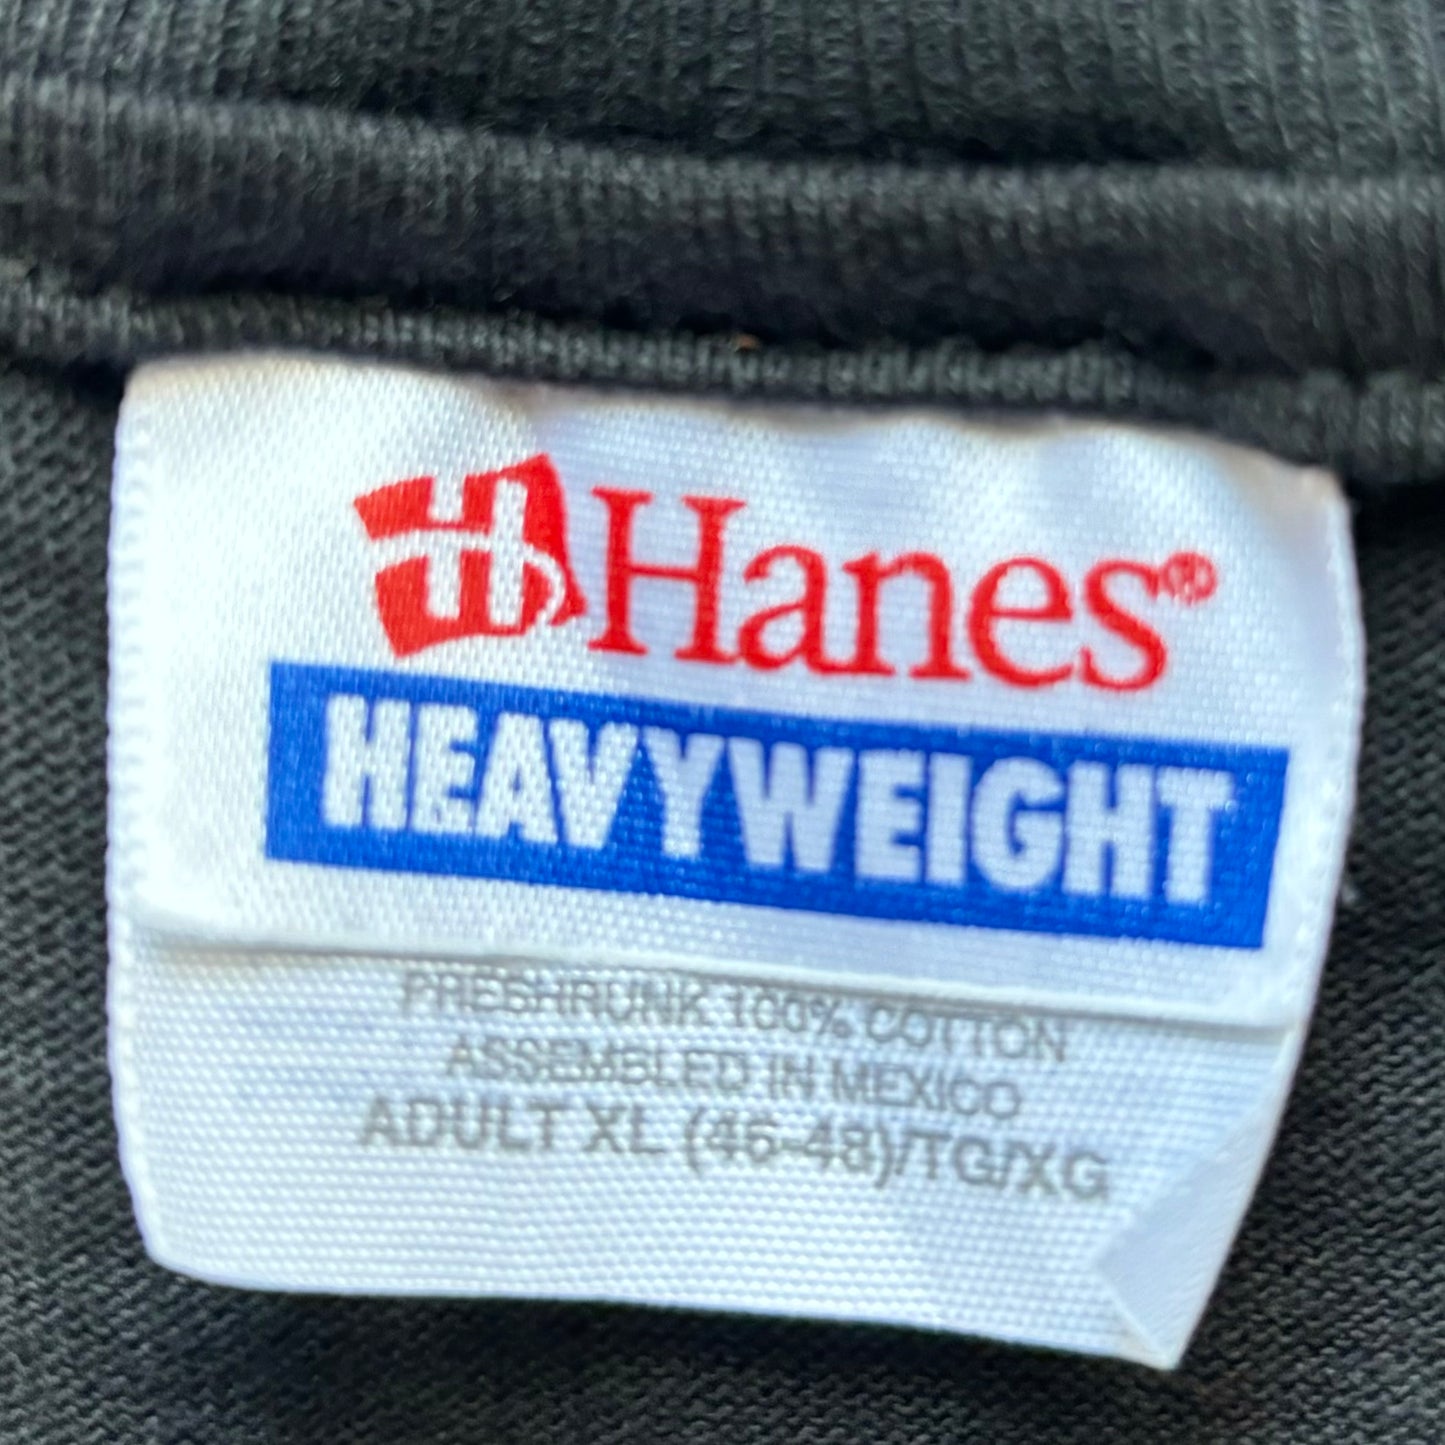 H Hanes®
HEAVYWEIGHT
PRESHRUNK 100% COTTON
ASSEMBLED IN MEXICO
ADULT XL (46-48)/TG/XG